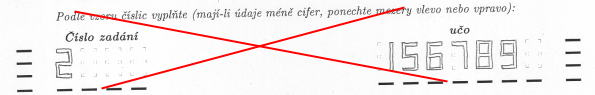 Podle vzoru číslic vyplňte (mají-li údaje méně cifer, ponechte mezery vlevo nebo vpravo):
Číslo zadání učo
2 156789